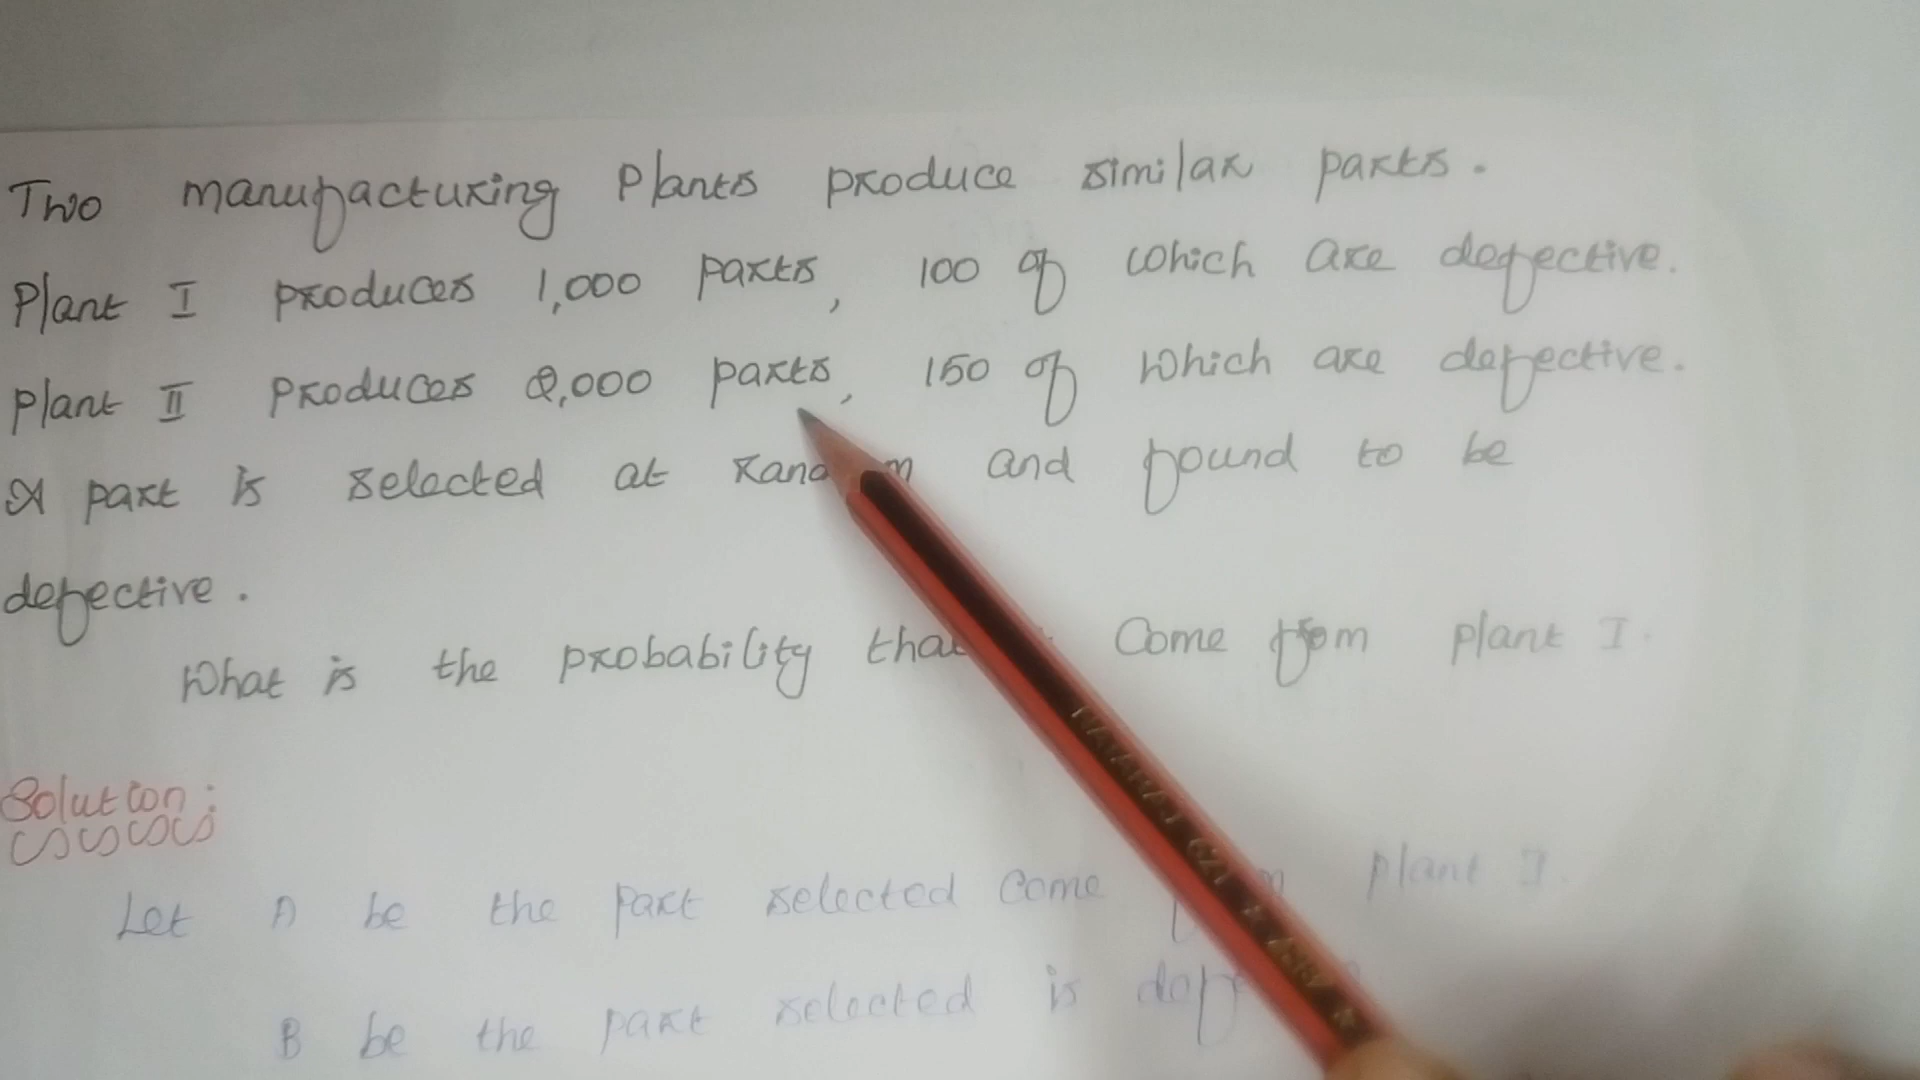 Two manufacturing Plants produce similar parts.
Plant I produces 1,000 parts, 100 of which are defective.
Plant II produces 2,000 parts, 150 of which are defective.
A part is selected at and found to be
defective.
What is the probability come from plant I.
Solution:
Let A be the part selected come plant I.
B be the part selected is